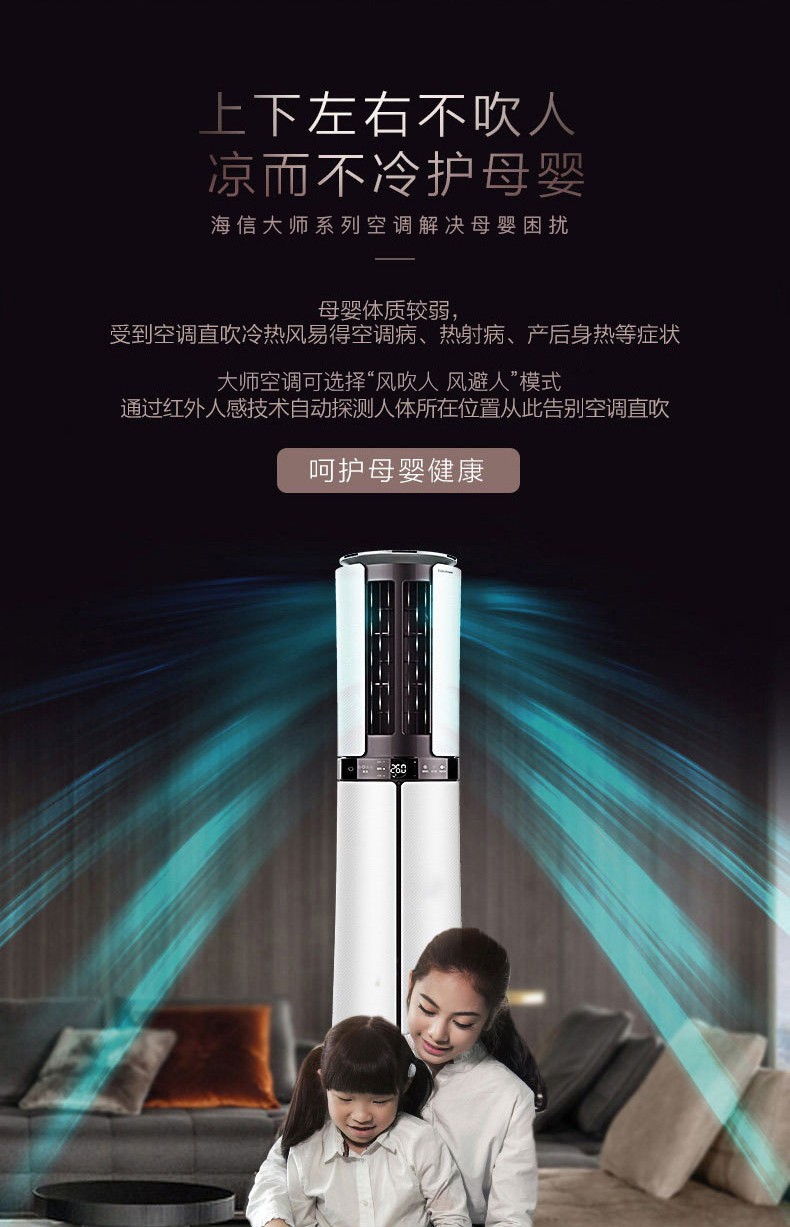 上下左右不吹人
凉而不冷护母婴
海信大师系列空调解决母婴困扰
母婴体质较弱，
受到空调直吹冷热风易得空调病、热射病、产后身热等症状
大师空调可选择“风吹人 风避人”模式
通过红外人感技术自动探测人体所在位置从此告别空调直吹
呵护母婴健康
260